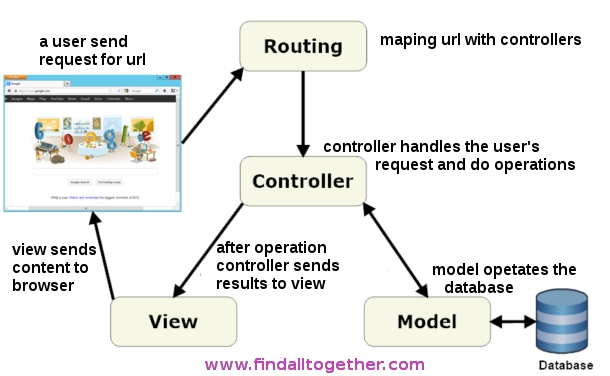 a user send
request for url
Routing
maping url with controllers
controller handles the user's
request and do operations
Controller
view sends
content to
browser
after operation
controller sends
results to view
model opetates the
database
View
Model
Database
www.findalltogether.com